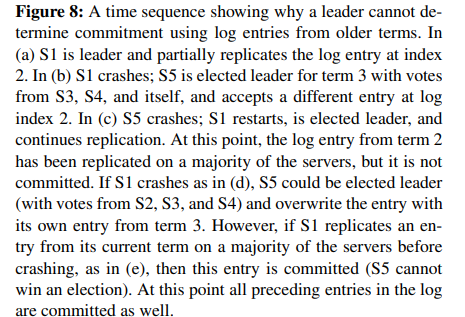 Figure 8: A time sequence showing why a leader cannot de-
termine commitment using log entries from older terms. In
(a) S1 is leader and partially replicates the log entry at index
2. In (b) S1 crashes; S5 is elected leader for term 3 with votes
from S3, S4, and itself, and accepts a different entry at log
index 2. In (c) S5 crashes; S1 restarts, is elected leader, and
continues replication. At this point, the log entry from term 2
has been replicated on a majority of the servers, but it is not
committed. If S1 crashes as in (d), S5 could be elected leader
(with votes from S2, S3, and S4) and overwrite the entry with
its own entry from term 3. However, if S1 replicates an en-
try from its current term on a majority of the servers before
crashing, as in (e), then this entry is committed (S5 cannot
win an election). At this point all preceding entries in the log
are committed as well.